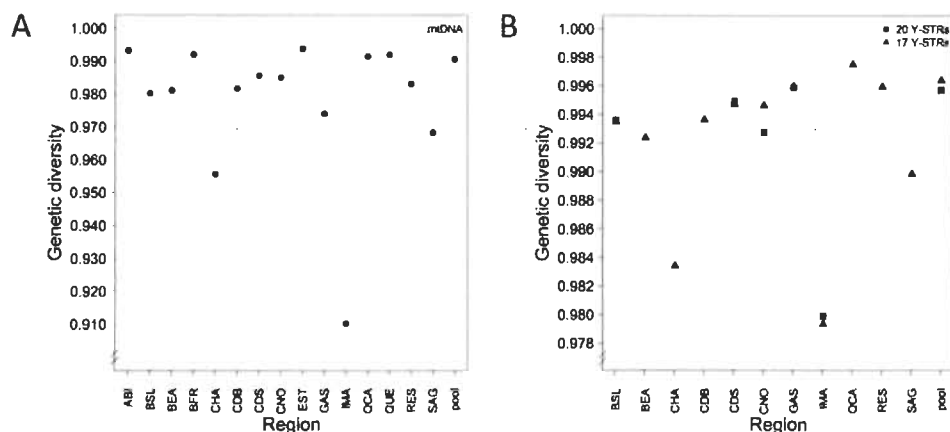 A
mtDNA
1.000
0.990
0.980
0.970
0.960
0.950
0.940
0.930
0.920
0.910
Genetic diversity
ABI BSL BEA BFR CHA CDB CDS CNO EST GAS IMA QCA QUE RES SAG pool
Region
B
20 Y-STRs
17 Y-STRs
1.000
0.998
0.996
0.994
0.992
0.990
0.988
0.986
0.984
0.982
0.980
0.978
Genetic diversity
BSL BEA CHA CDB CDS CNO GAS IMA QCA RES SAG pool
Region